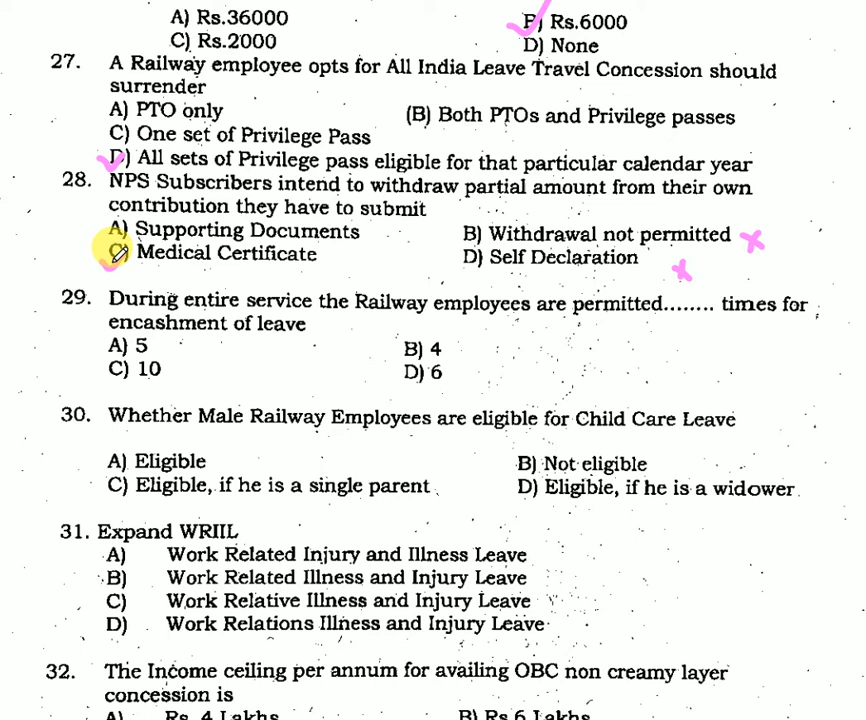 A) Rs.36000 B) Rs.6000
C) Rs.2000 D) None
27. A Railway employee opts for All India Leave Travel Concession should
surrender
A) PTO only (B) Both PTOs and Privilege passes
C) One set of Privilege Pass
D) All sets of Privilege pass eligible for that particular calendar year
28. NPS Subscribers intend to withdraw partial amount from their own
contribution they have to submit
A) Supporting Documents B) Withdrawal not permitted
C) Medical Certificate D) Self Declaration
29. During entire service the Railway employees are permitted........ times for
encashment of leave
A) 5 B) 4
C) 10 D) 6
30. Whether Male Railway Employees are eligible for Child Care Leave
A) Eligible B) Not eligible
C) Eligible, if he is a single parent D) Eligible, if he is a widower
31. Expand WRIIL
A) Work Related Injury and Illness Leave
B) Work Related Illness and Injury Leave
C) Work Relative Illness and Injury Leave
D) Work Relations Illness and Injury Leave
32. The Income ceiling per annum for availing OBC non creamy layer
concession is
A) Rs. 4 Lakhs B) Rs 6 Lakhs